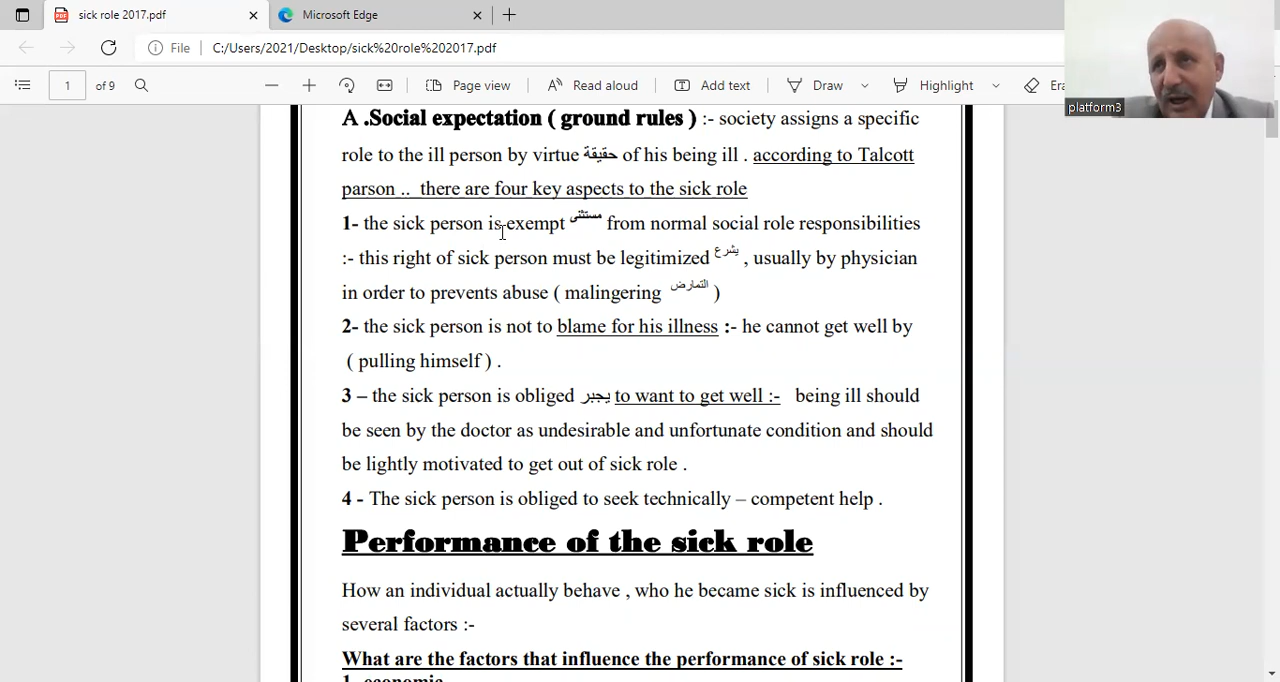 sick role 2017.pdf
Microsoft Edge
File
C:/Users/2021/Desktop/sick%20role%202017.pdf
1 of 9
Page view
Read aloud
Add text
Draw
Highlight
platform3
A .Social expectation ( ground rules ) :- society assigns a specific
role to the ill person by virtue حقيقة of his being ill . according to Talcott
parson .. there are four key aspects to the sick role
1- the sick person is exempt مستثنى from normal social role responsibilities
:- this right of sick person must be legitimized يشرع , usually by physician
in order to prevents abuse ( malingering التمارض )
2- the sick person is not to blame for his illness :- he cannot get well by
( pulling himself ) .
3 – the sick person is obliged يجبر to want to get well :- being ill should
be seen by the doctor as undesirable and unfortunate condition and should
be lightly motivated to get out of sick role .
4 - The sick person is obliged to seek technically – competent help .
Performance of the sick role
How an individual actually behave , who he became sick is influenced by
several factors :-
What are the factors that influence the performance of sick role :-
1- economic